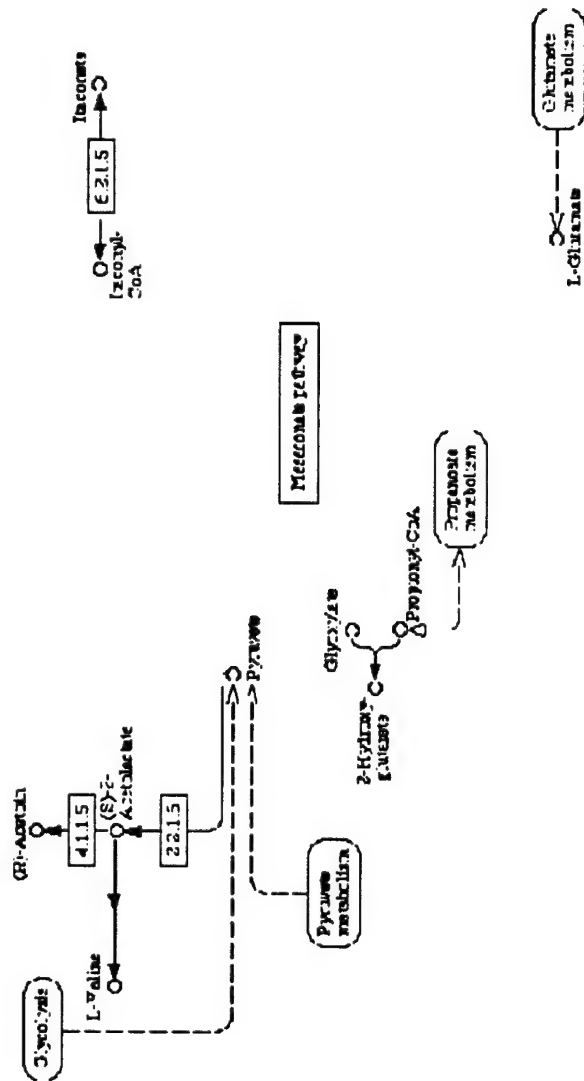 Glycolysis
L-Valine
(R)-Acetoin
4.1.1.5
(S)-2-
Acetolactate
2.2.1.5
Pyruvate
Pyruvate
metabolism
Glyoxylate
2-Hydroxy-
glutarate
Propionyl-CoA
Propanoate
metabolism
Mesaconate pathway
Itaconyl-
CoA
6.2.1.5
Itaconate
L-Glutamate
Glutamate
metabolism